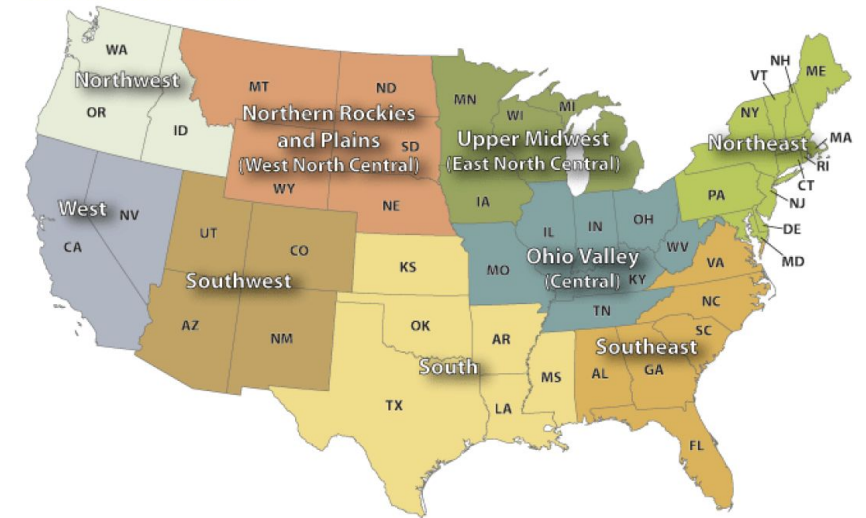 WA
Northwest
OR
ID
MT
ND
Northern Rockies
and Plains
(West North Central)
SD
WY
NE
MN
WI
MI
Upper Midwest
(East North Central)
IA
NH
VT
ME
NY
Northeast
MA
RI
CT
NJ
PA
DE
MD
West
NV
CA
UT
CO
Southwest
AZ
NM
KS
OK
AR
South
TX
LA
MS
IL
IN
OH
WV
Ohio Valley
(Central)
MO
KY
TN
VA
NC
SC
Southeast
AL
GA
FL